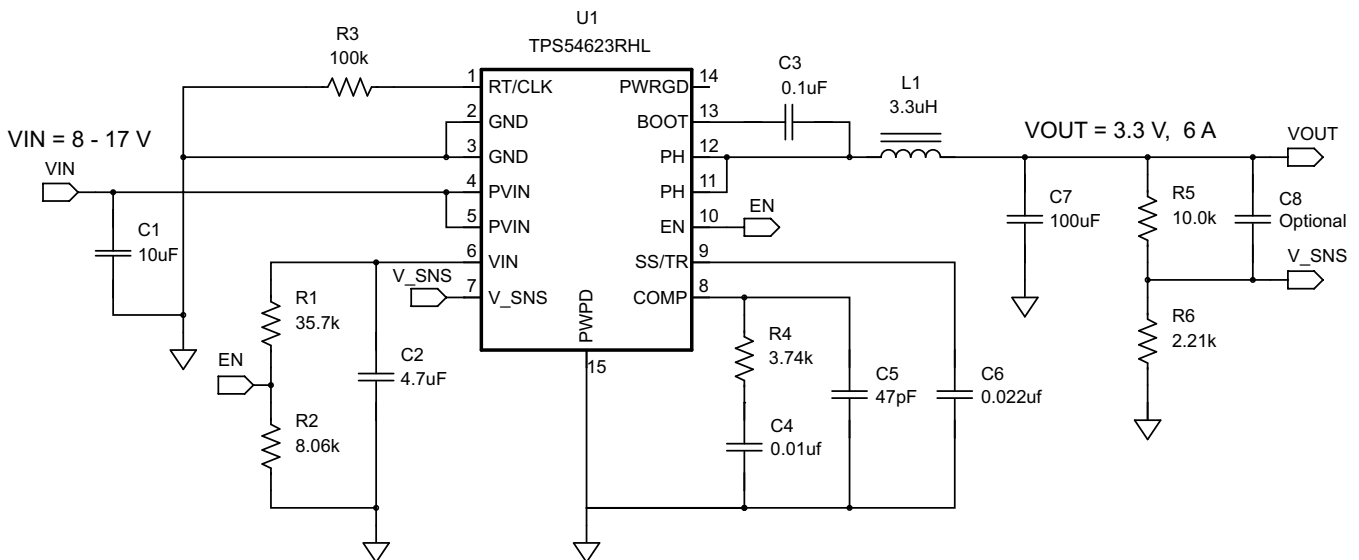 U1
TPS54623RHL
R3
100k
C3
0.1uF
L1
3.3uH
1 RT/CLK PWRGD 14
2 GND BOOT 13
3 GND PH 12
4 PVIN PH 11
5 PVIN EN 10
6 VIN SS/TR 9
7 V_SNS COMP 8
PWPD
15
VIN = 8 - 17 V
VIN
C1
10uF
VOUT = 3.3 V, 6 A
VOUT
C7
100uF
R5
10.0k
C8
Optional
V_SNS
R6
2.21k
EN
V_SNS
R1
35.7k
EN
R2
8.06k
C2
4.7uF
R4
3.74k
C4
0.01uf
C5
47pF
C6
0.022uf